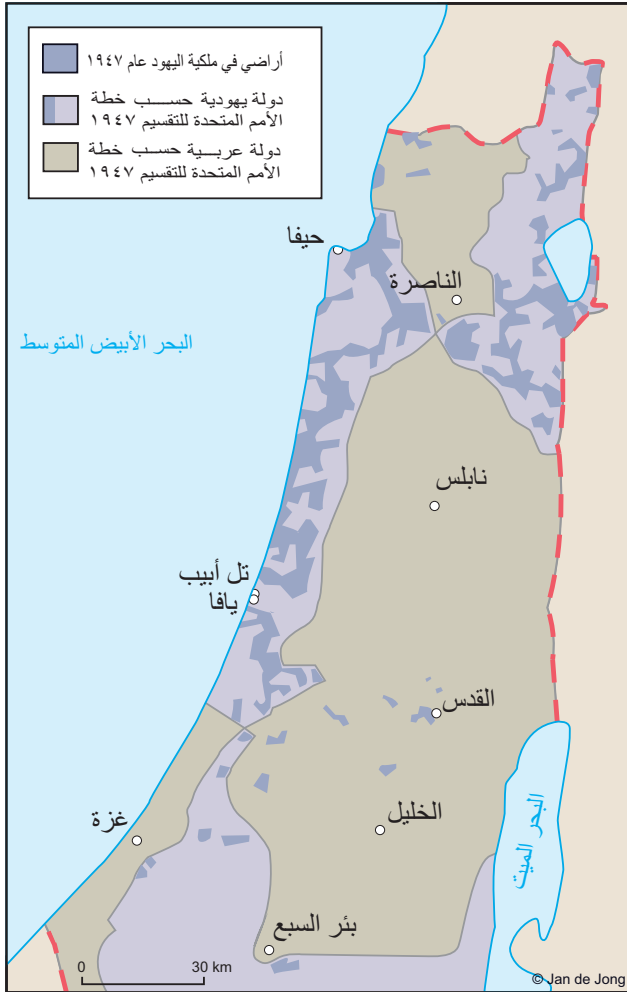 أراضي في ملكية اليهود عام ١٩٤٧
دولة يهودية حسب خطة
الأمم المتحدة للتقسيم ١٩٤٧
دولة عربية حسب خطة
الأمم المتحدة للتقسيم ١٩٤٧
حيفا
الناصرة
البحر الأبيض المتوسط
نابلس
تل أبيب
يافا
القدس
البحر الميت
غزة
الخليل
بئر السبع
0 30 km
© Jan de Jong